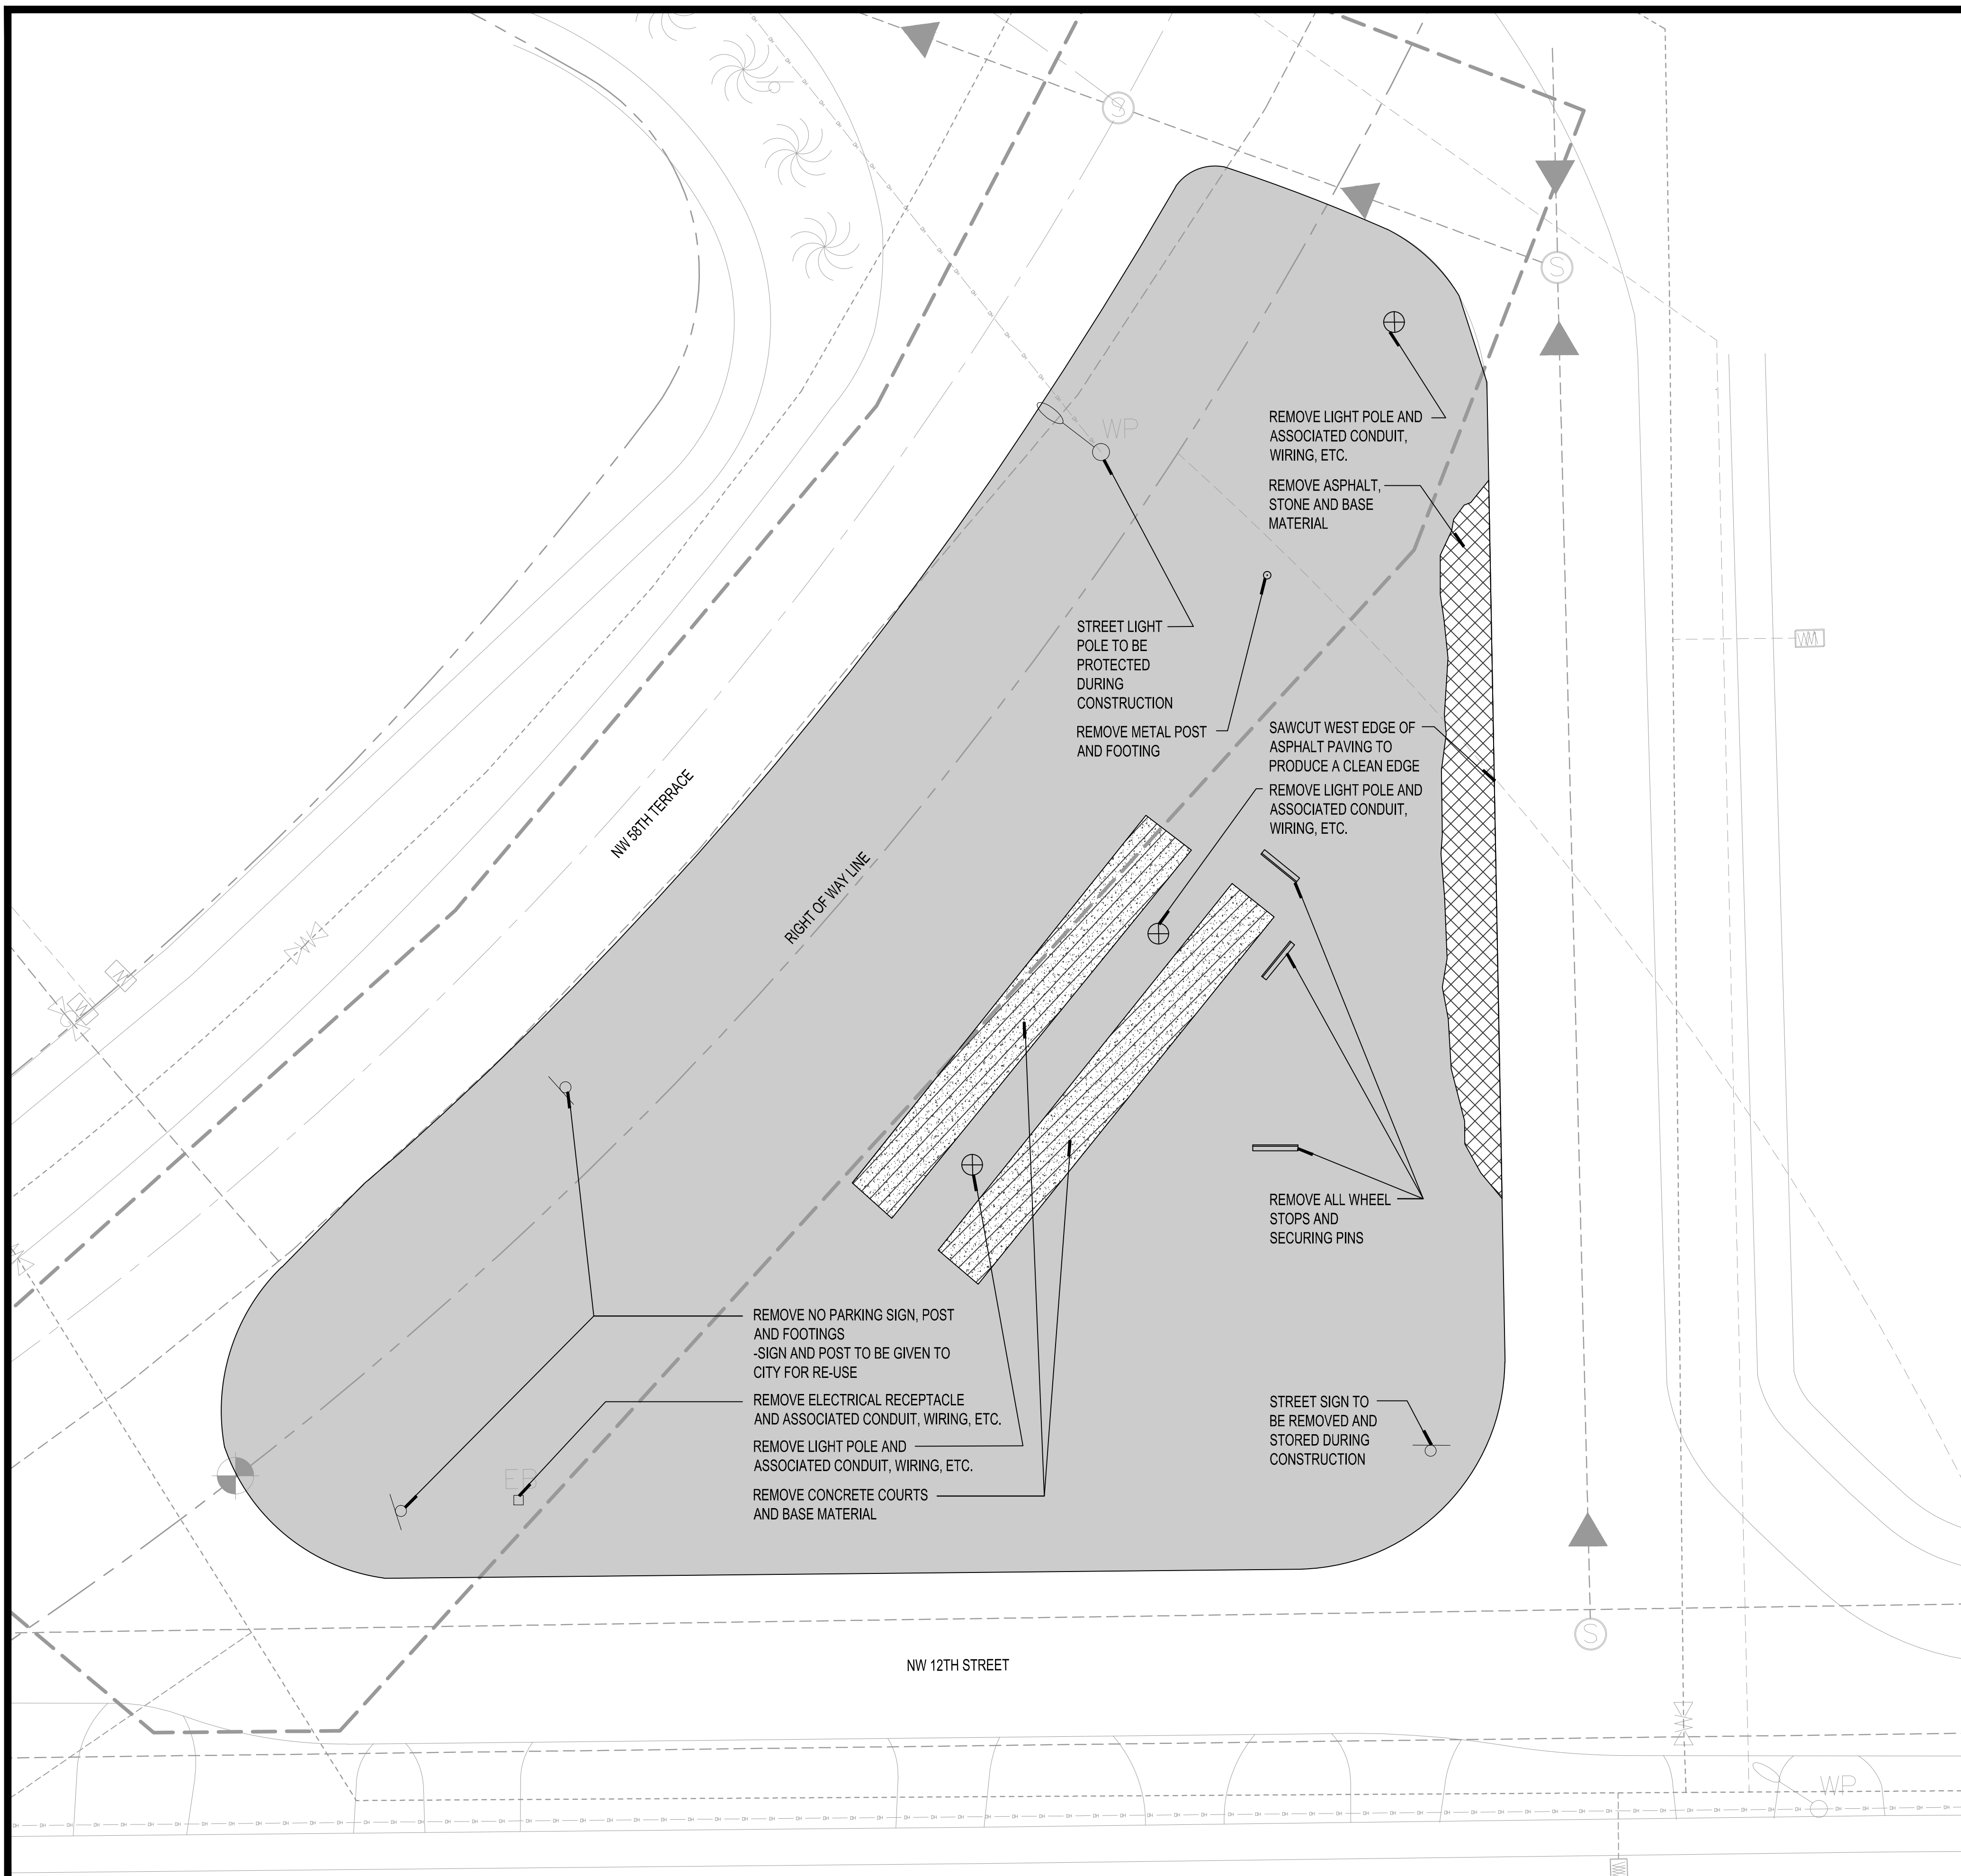 S
S
WP
REMOVE LIGHT POLE AND
ASSOCIATED CONDUIT,
WIRING, ETC.
REMOVE ASPHALT,
STONE AND BASE
MATERIAL
STREET LIGHT
POLE TO BE
PROTECTED
DURING
CONSTRUCTION
REMOVE METAL POST
AND FOOTING
SAWCUT WEST EDGE OF
ASPHALT PAVING TO
PRODUCE A CLEAN EDGE
REMOVE LIGHT POLE AND
ASSOCIATED CONDUIT,
WIRING, ETC.
NW 58TH TERRACE
RIGHT OF WAY LINE
REMOVE ALL WHEEL
STOPS AND
SECURING PINS
REMOVE NO PARKING SIGN, POST
AND FOOTINGS
-SIGN AND POST TO BE GIVEN TO
CITY FOR RE-USE
REMOVE ELECTRICAL RECEPTACLE
AND ASSOCIATED CONDUIT, WIRING, ETC.
REMOVE LIGHT POLE AND
ASSOCIATED CONDUIT, WIRING, ETC.
REMOVE CONCRETE COURTS
AND BASE MATERIAL
STREET SIGN TO
BE REMOVED AND
STORED DURING
CONSTRUCTION
S
NW 12TH STREET
WP